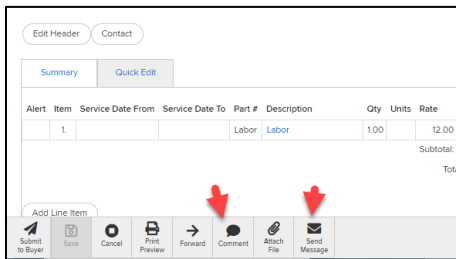 Edit Header Contact
Summary Quick Edit
Alert Item Service Date From Service Date To Part # Description Qty Units Rate
1. Labor Labor 1.00 12.00
Subtotal:
Add Line Item
Submit to Buyer Save Cancel Print Preview Forward Comment Attach File Send Message